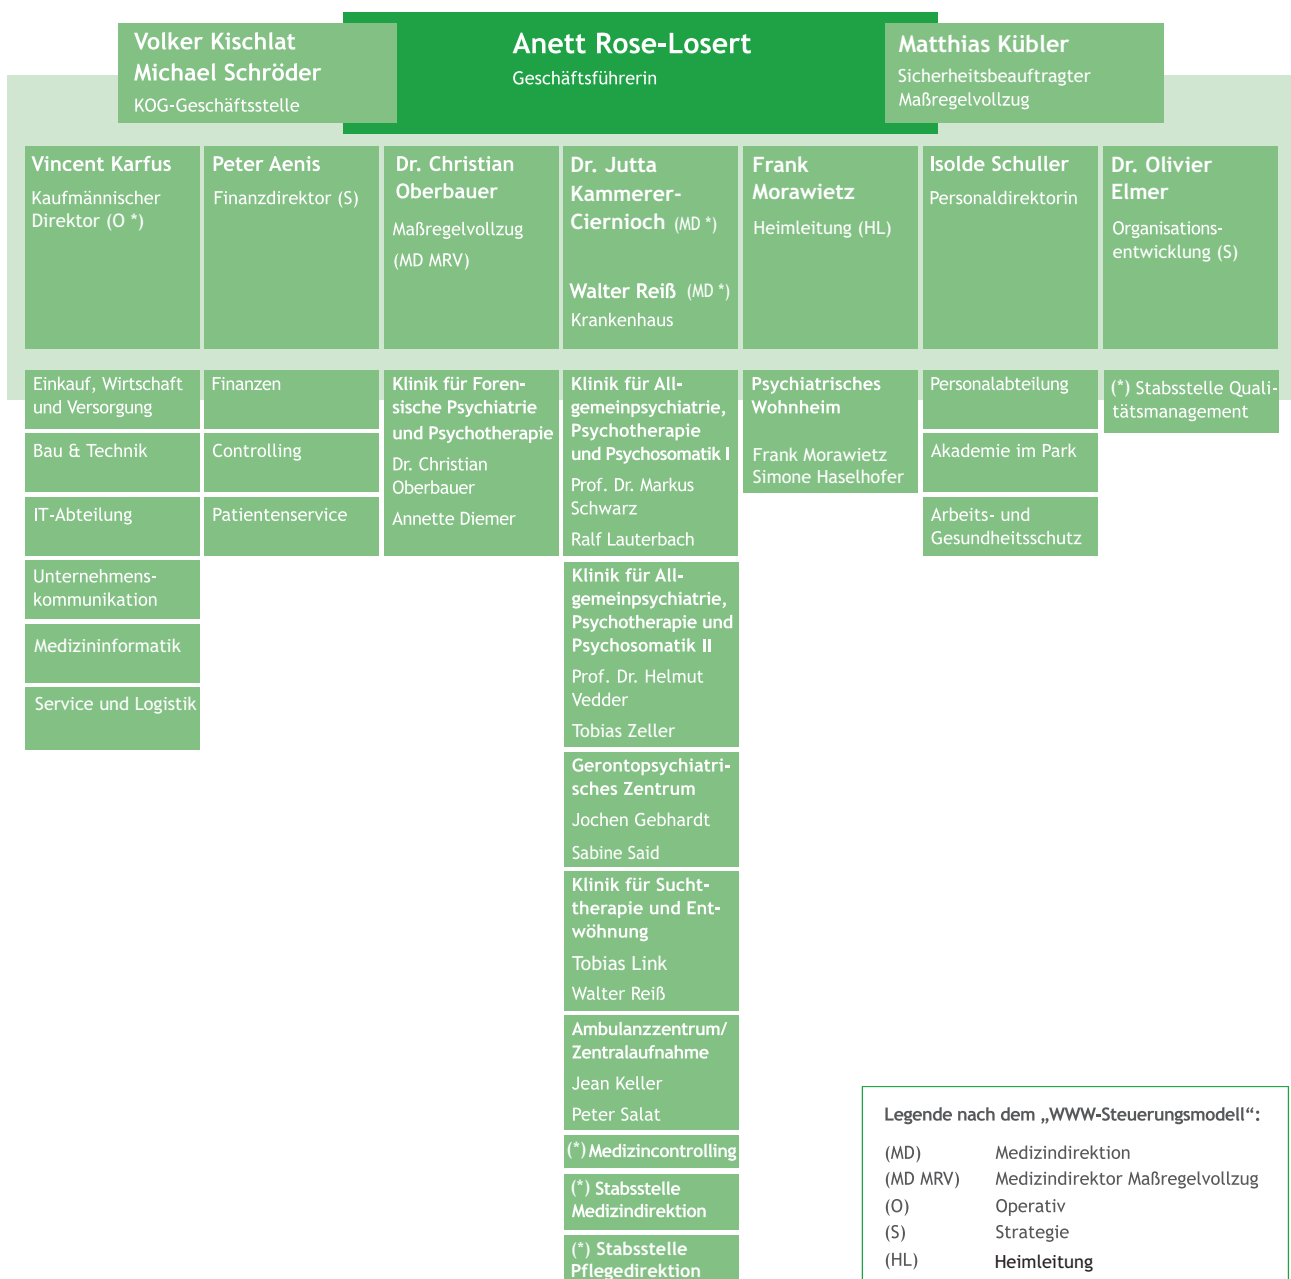 Volker Kischlat
Michael Schröder
KOG-Geschäftsstelle
Anett Rose-Losert
Geschäftsführerin
Matthias Kübler
Sicherheitsbeauftragter
Maßregelvollzug
Vincent Karfus
Kaufmännischer
Direktor (O *)
Peter Aenis
Finanzdirektor (S)
Dr. Christian
Oberbauer
Maßregelvollzug
(MD MRV)
Dr. Jutta
Kammerer-
Ciernioch (MD *)
Walter Reiß (MD *)
Krankenhaus
Frank
Morawietz
Heimleitung (HL)
Isolde Schuller
Personaldirektorin
Dr. Olivier
Elmer
Organisations-
entwicklung (S)
Einkauf, Wirtschaft
und Versorgung
Bau & Technik
IT-Abteilung
Unternehmens-
kommunikation
Medizininformatik
Service und Logistik
Finanzen
Controlling
Patientenservice
Klinik für Foren-
sische Psychiatrie
und Psychotherapie
Dr. Christian
Oberbauer
Annette Diemer
Klinik für All-
gemeinpsychiatrie,
Psychotherapie
und Psychosomatik I
Prof. Dr. Markus
Schwarz
Ralf Lauterbach
Klinik für All-
gemeinpsychiatrie,
Psychotherapie und
Psychosomatik II
Prof. Dr. Helmut
Vedder
Tobias Zeller
Gerontopsychiatri-
sches Zentrum
Jochen Gebhardt
Sabine Said
Klinik für Sucht-
therapie und Ent-
wöhnung
Tobias Link
Walter Reiß
Ambulanzzentrum/
Zentralaufnahme
Jean Keller
Peter Salat
(*) Medizincontrolling
(*) Stabsstelle
Medizindirektion
(*) Stabsstelle
Pflegedirektion
Psychiatrisches
Wohnheim
Frank Morawietz
Simone Haselhofer
Personalabteilung
Akademie im Park
Arbeits- und
Gesundheitsschutz
(*) Stabsstelle Quali-
tätsmanagement
Legende nach dem „WWW-Steuerungsmodell“:
(MD) Medizindirektion
(MD MRV) Medizindirektor Maßregelvollzug
(O) Operativ
(S) Strategie
(HL) Heimleitung